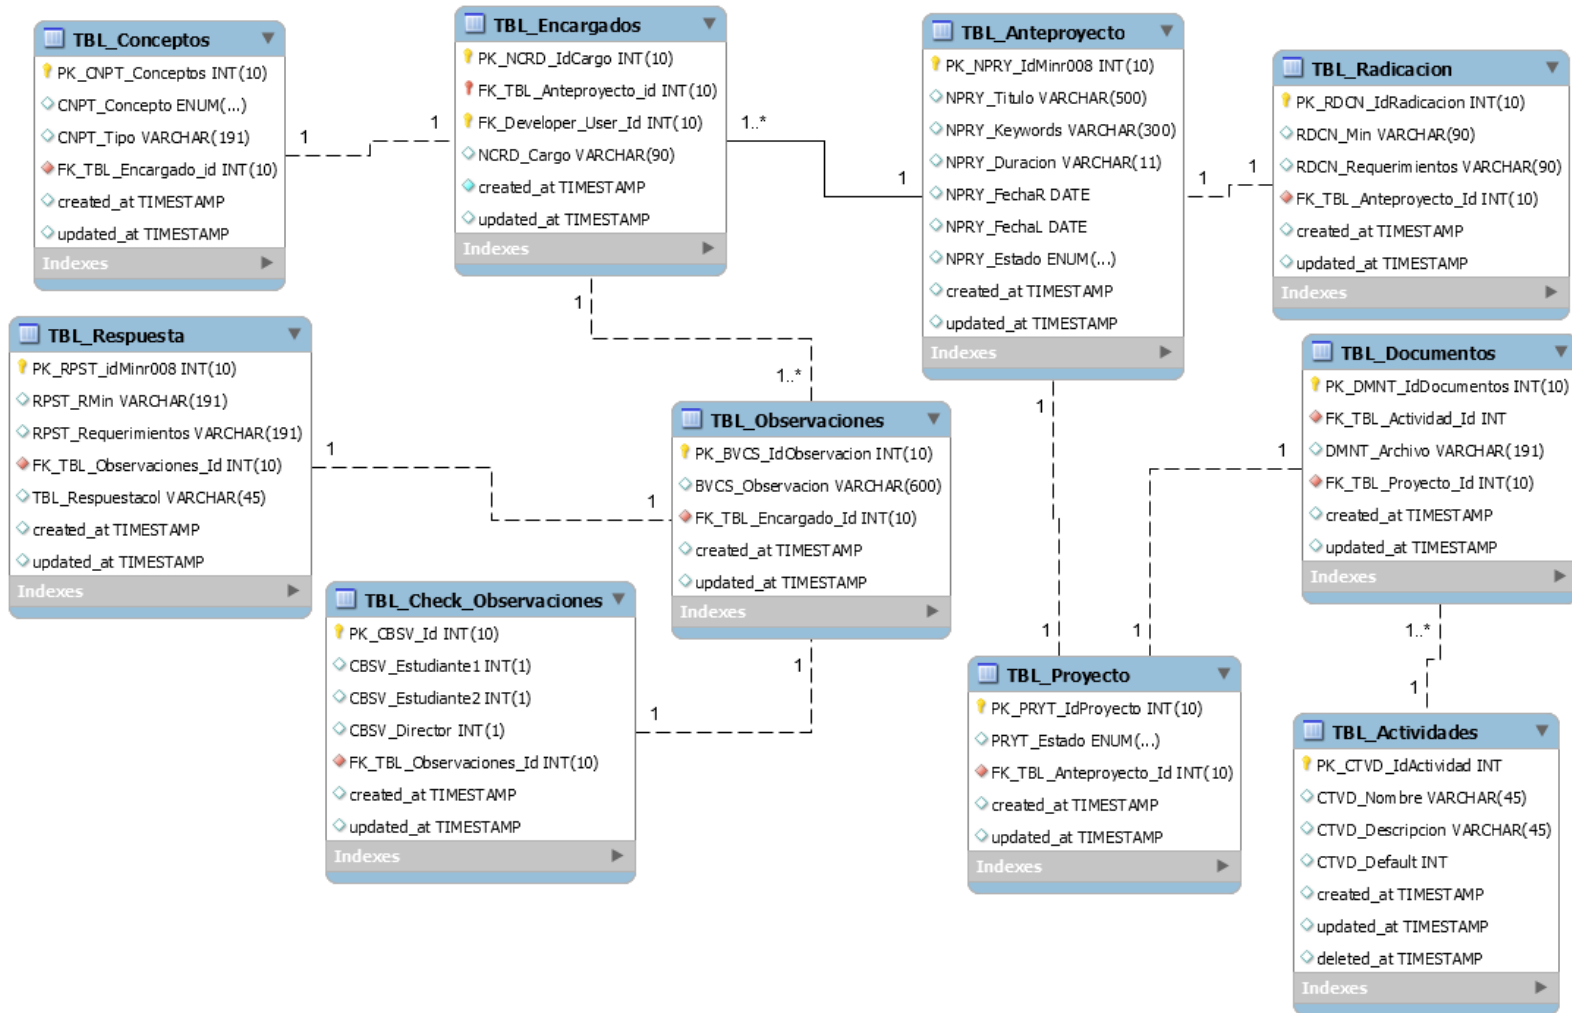 TBL_Conceptos
PK_CNPT_Conceptos INT(10)
CNPT_Concepto ENUM(...)
CNPT_Tipo VARCHAR(191)
FK_TBL_Encargado_id INT(10)
created_at TIMESTAMP
updated_at TIMESTAMP
Indexes
1
1
TBL_Encargados
PK_NCRD_IdCargo INT(10)
FK_TBL_Anteproyecto_id INT(10)
FK_Developer_User_Id INT(10)
NCRD_Cargo VARCHAR(90)
created_at TIMESTAMP
updated_at TIMESTAMP
Indexes
1..*
1
TBL_Anteproyecto
PK_NPRY_IdMinr008 INT(10)
NPRY_Titulo VARCHAR(500)
NPRY_Keywords VARCHAR(300)
NPRY_Duracion VARCHAR(11)
NPRY_FechaR DATE
NPRY_FechaL DATE
NPRY_Estado ENUM(...)
created_at TIMESTAMP
updated_at TIMESTAMP
Indexes
1
1
TBL_Radicacion
PK_RDCN_IdRadicacion INT(10)
RDCN_Min VARCHAR(90)
RDCN_Requerimientos VARCHAR(90)
FK_TBL_Anteproyecto_Id INT(10)
created_at TIMESTAMP
updated_at TIMESTAMP
Indexes
TBL_Respuesta
PK_RPST_idMinr008 INT(10)
RPST_RMin VARCHAR(191)
RPST_Requerimientos VARCHAR(191)
FK_TBL_Observaciones_Id INT(10)
TBL_Respuestacol VARCHAR(45)
created_at TIMESTAMP
updated_at TIMESTAMP
Indexes
1
1
1
1..*
TBL_Observaciones
PK_BVCS_IdObservacion INT(10)
BVCS_Observacion VARCHAR(600)
FK_TBL_Encargado_Id INT(10)
created_at TIMESTAMP
updated_at TIMESTAMP
Indexes
1
1
TBL_Documentos
PK_DMNT_IdDocumentos INT(10)
FK_TBL_Actividad_Id INT
DMNT_Archivo VARCHAR(191)
FK_TBL_Proyecto_Id INT(10)
created_at TIMESTAMP
updated_at TIMESTAMP
Indexes
1
1
1
1
TBL_Check_Observaciones
PK_CBSV_Id INT(10)
CBSV_Estudiante1 INT(1)
CBSV_Estudiante2 INT(1)
CBSV_Director INT(1)
FK_TBL_Observaciones_Id INT(10)
created_at TIMESTAMP
updated_at TIMESTAMP
Indexes
TBL_Proyecto
PK_PRYT_IdProyecto INT(10)
PRYT_Estado ENUM(...)
FK_TBL_Anteproyecto_Id INT(10)
created_at TIMESTAMP
updated_at TIMESTAMP
Indexes
1..*
1
TBL_Actividades
PK_CTVD_IdActividad INT
CTVD_Nombre VARCHAR(45)
CTVD_Descripcion VARCHAR(45)
CTVD_Default INT
created_at TIMESTAMP
updated_at TIMESTAMP
deleted_at TIMESTAMP
Indexes